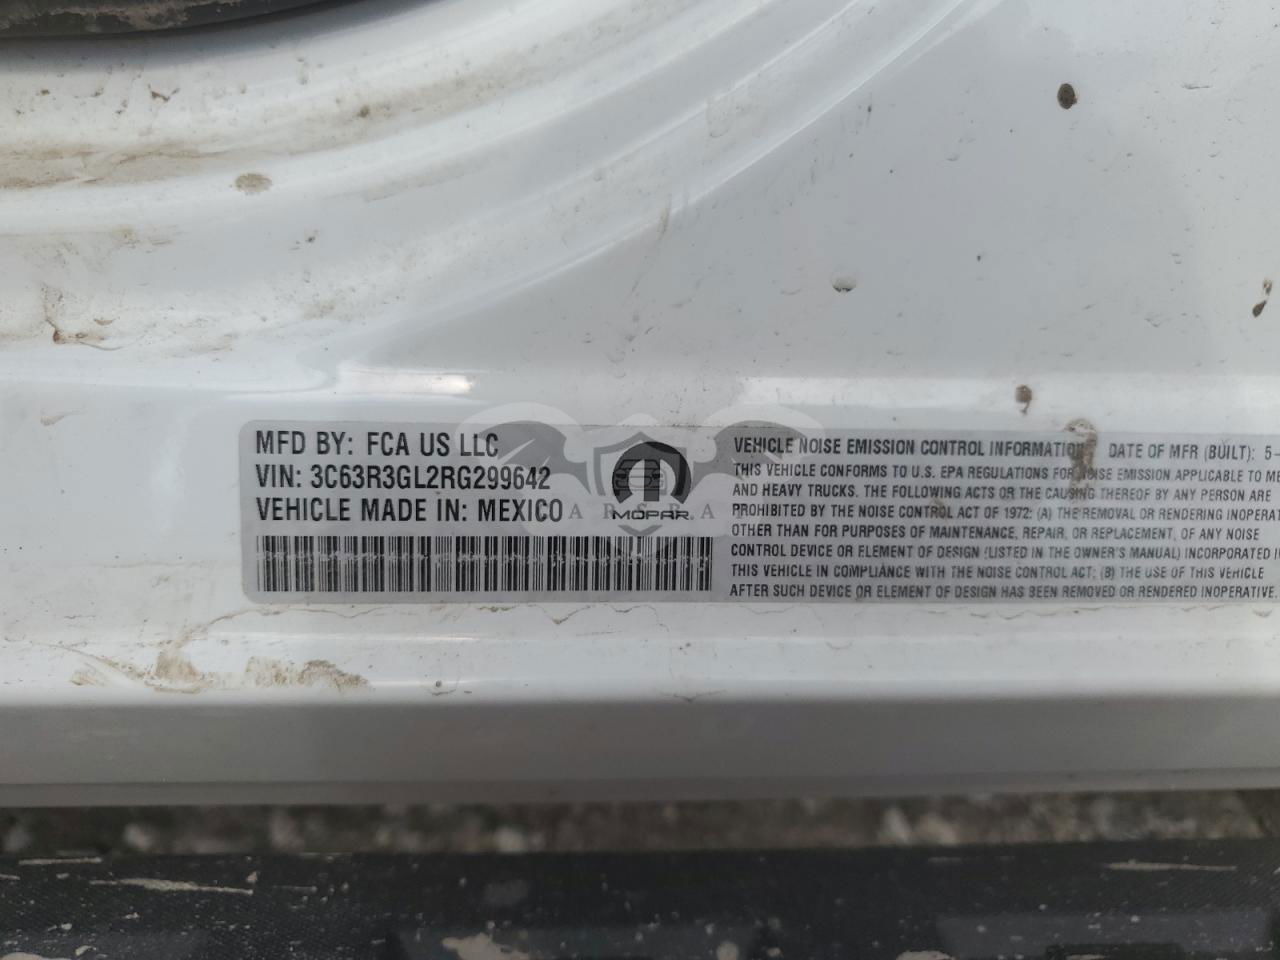 MFD BY: FCA US LLC
VIN: 3C63R3GL2RG299642
VEHICLE MADE IN: MEXICO
MOPAR
VEHICLE NOISE EMISSION CONTROL INFORMATION DATE OF MFR (BUILT): 5-
THIS VEHICLE CONFORMS TO U.S. EPA REGULATIONS FOR NOISE EMISSION APPLICABLE TO ME
AND HEAVY TRUCKS. THE FOLLOWING ACTS OR THE CAUSING THEREOF BY ANY PERSON ARE
PROHIBITED BY THE NOISE CONTROL ACT OF 1972: (A) THE REMOVAL OR RENDERING INOPERAT
OTHER THAN FOR PURPOSES OF MAINTENANCE, REPAIR, OR REPLACEMENT, OF ANY NOISE
CONTROL DEVICE OR ELEMENT OF DESIGN (LISTED IN THE OWNER'S MANUAL) INCORPORATED IN
THIS VEHICLE IN COMPLIANCE WITH THE NOISE CONTROL ACT; (B) THE USE OF THIS VEHICLE
AFTER SUCH DEVICE OR ELEMENT OF DESIGN HAS BEEN REMOVED OR RENDERED INOPERATIVE.